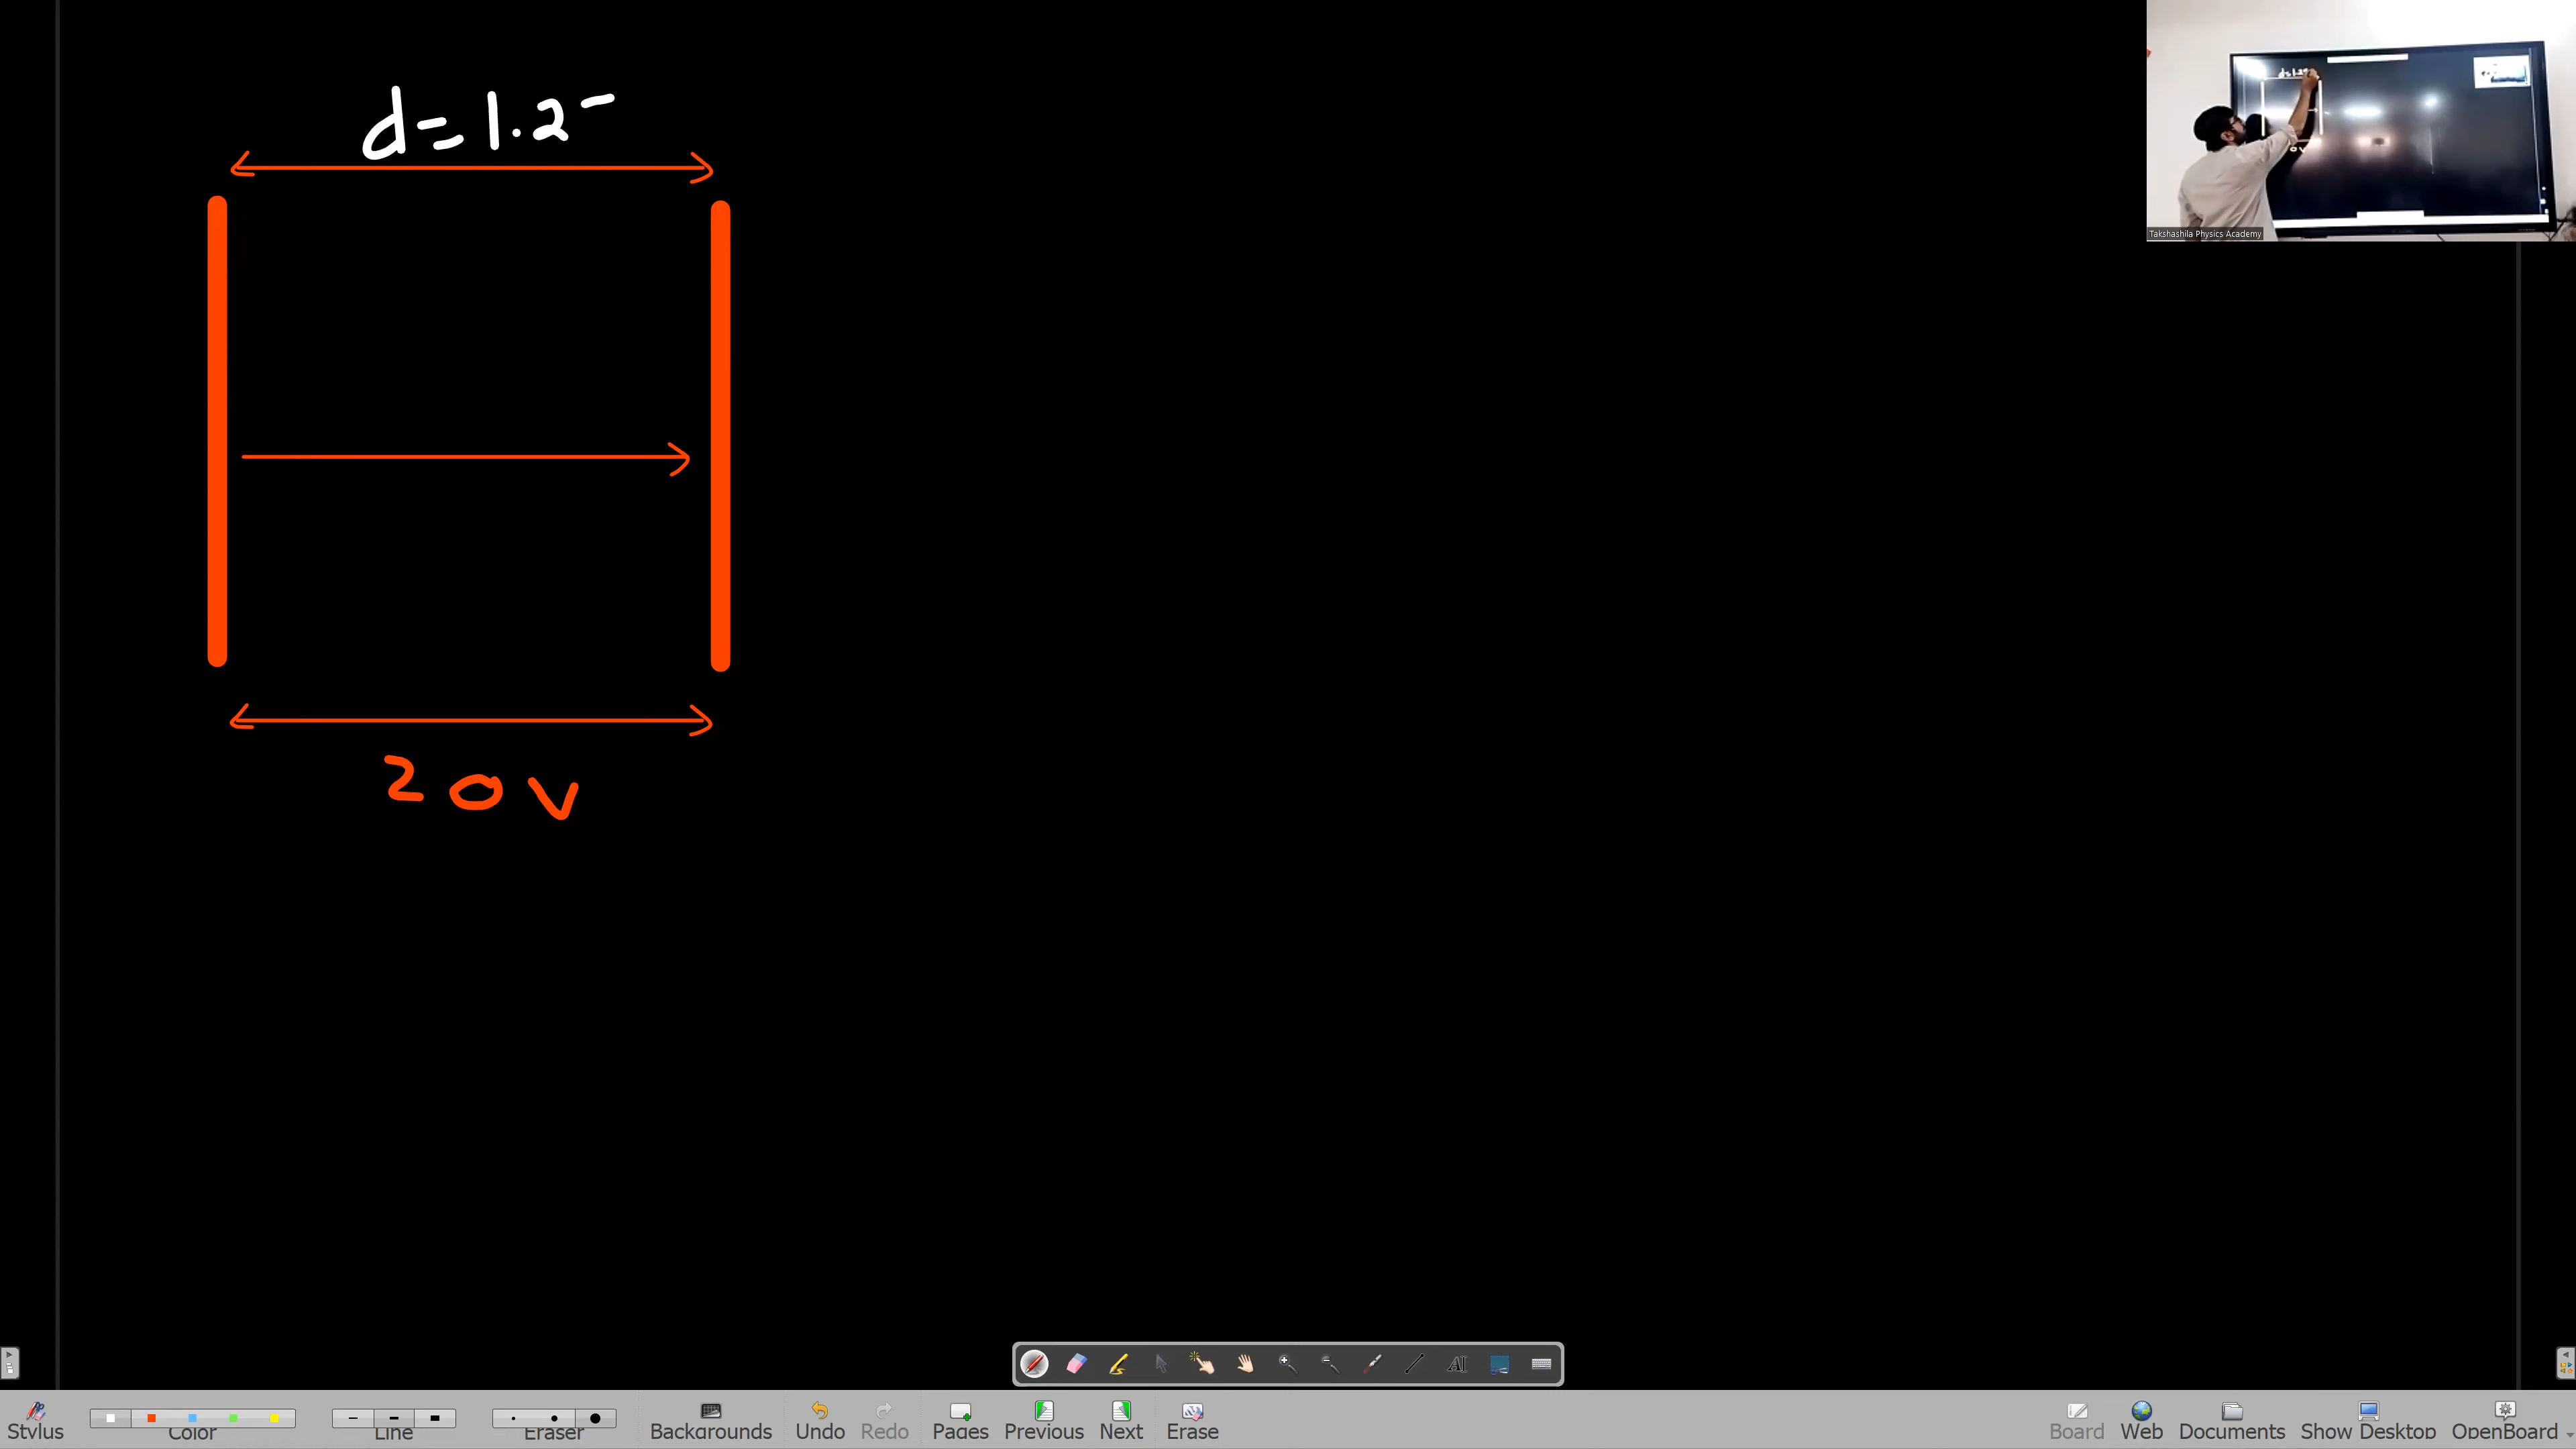 d=1.2
Takshashila Physics Academy
20V
Stylus
Color
Line
Eraser
Backgrounds
Undo
Redo
Pages
Previous
Next
Erase
Board
Web
Documents
Show Desktop
OpenBoard